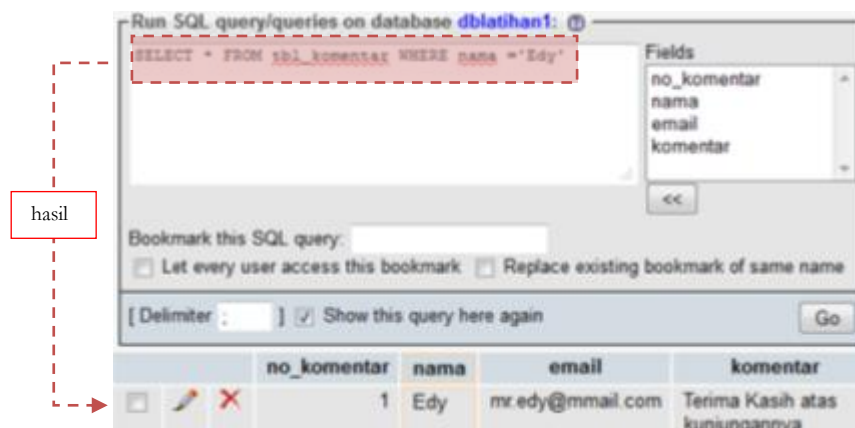 Run SQL query/queries on database dblatihan1:
SELECT * FROM tbl_komentar WHERE nama ='Edy'
Fields
no_komentar
nama
email
komentar
<<
hasil
Bookmark this SQL query:
Let every user access this bookmark Replace existing bookmark of same name
[ Delimiter ; ] Show this query here again Go
no_komentar nama email komentar
1 Edy mr.edy@mmail.com Terima Kasih atas
kunjungannya